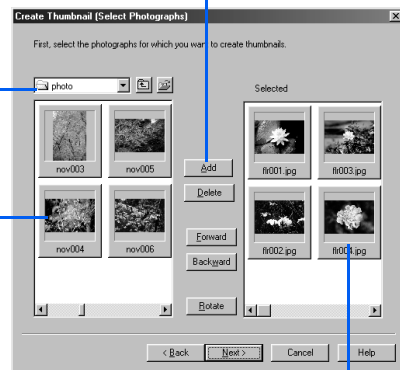 Create Thumbnail (Select Photographs)
First, select the photographs for which you want to create thumbnails.
photo
Selected
nov003
nov005
nov004
nov006
Add
Delete
Forward
Backward
Rotate
flr001.jpg
flr003.jpg
flr002.jpg
flr004.jpg
< Back
Next >
Cancel
Help